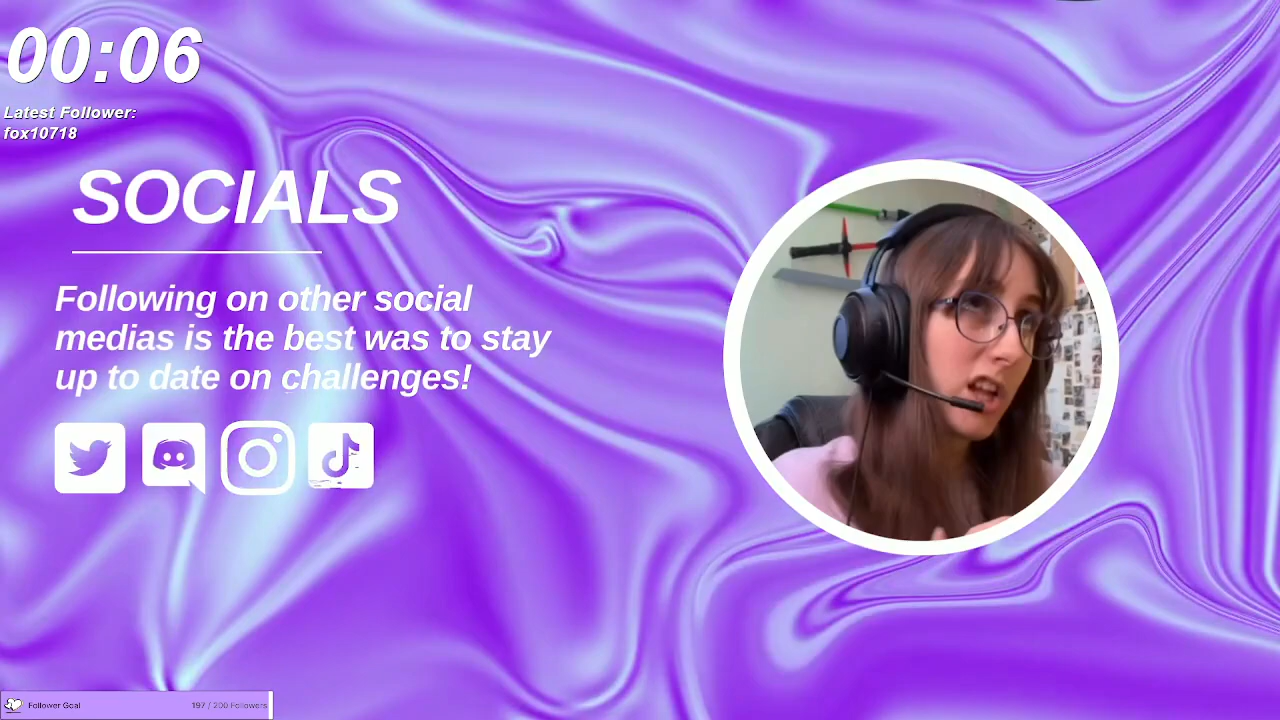 00:06
Latest Follower:
fox10718
SOCIALS
Following on other social
medias is the best was to stay
up to date on challenges!
Follower Goal 197 / 200 Followers